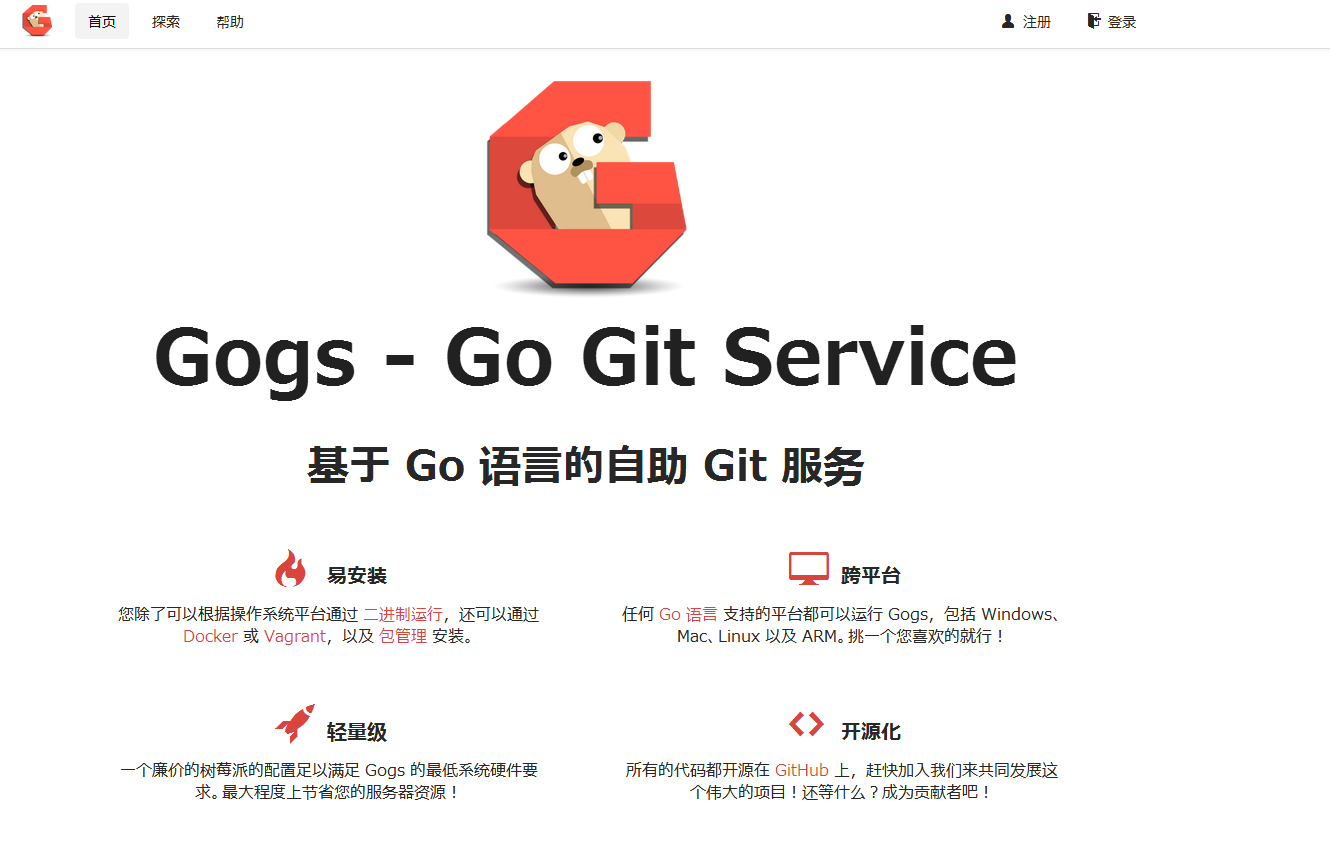 首页 探索 帮助 注册 登录
Gogs - Go Git Service
基于 Go 语言的自助 Git 服务
易安装
您除了可以根据操作系统平台通过 二进制运行，还可以通过
Docker 或 Vagrant，以及 包管理 安装。
跨平台
任何 Go 语言 支持的平台都可以运行 Gogs，包括 Windows、
Mac、Linux 以及 ARM。挑一个您喜欢的就行！
轻量级
一个廉价的树莓派的配置足以满足 Gogs 的最低系统硬件要
求。最大程度上节省您的服务器资源！
开源化
所有的代码都开源在 GitHub 上，赶快加入我们来共同发展这
个伟大的项目！还等什么？成为贡献者吧！